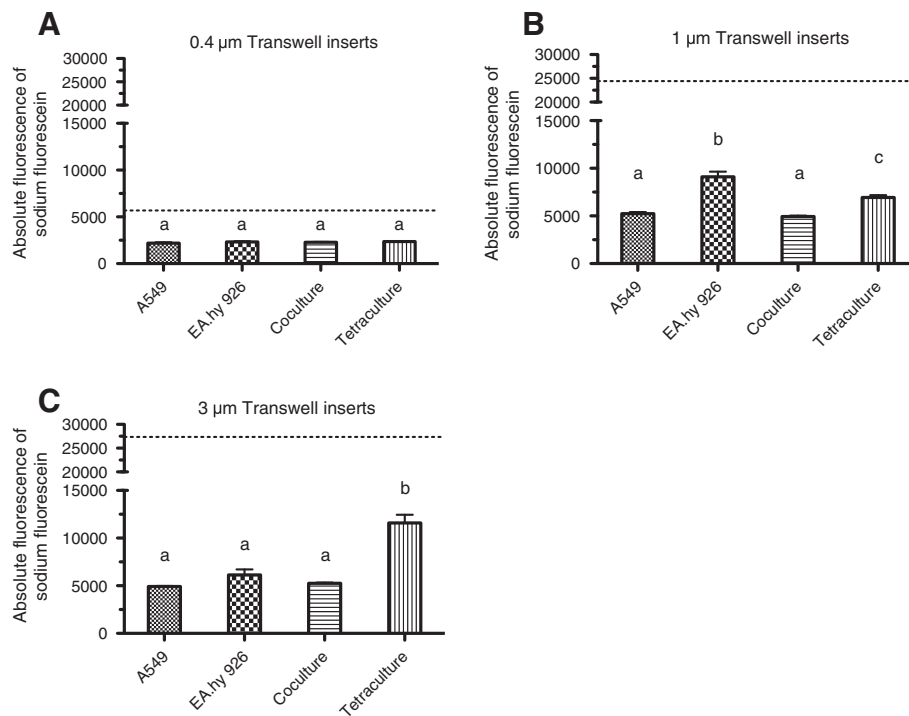 A
0.4 µm Transwell inserts
Absolute fluorescence of
sodium fluorescein
30000
25000
20000
15000
10000
5000
0
a a a a
A549
EA.hy 926
Coculture
Tetraculture
B
1 µm Transwell inserts
Absolute fluorescence of
sodium fluorescein
30000
25000
20000
15000
10000
5000
0
a b a c
A549
EA.hy 926
Coculture
Tetraculture
C
3 µm Transwell inserts
Absolute fluorescence of
sodium fluorescein
30000
25000
20000
15000
10000
5000
0
a a a b
A549
EA.hy 926
Coculture
Tetraculture